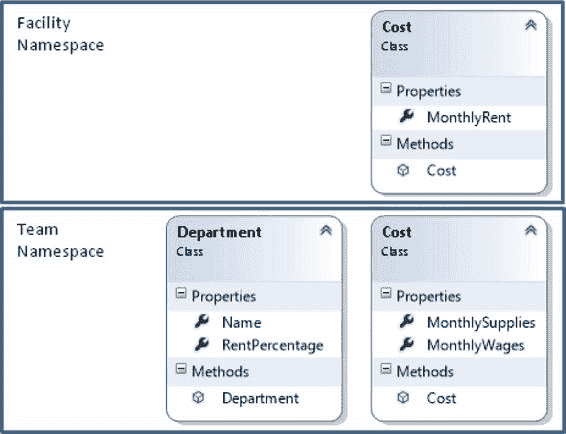 Facility
Namespace
Cost
Class
Properties
MonthlyRent
Methods
Cost
Team
Namespace
Department
Class
Properties
Name
RentPercentage
Methods
Department
Cost
Class
Properties
MonthlySupplies
MonthlyWages
Methods
Cost